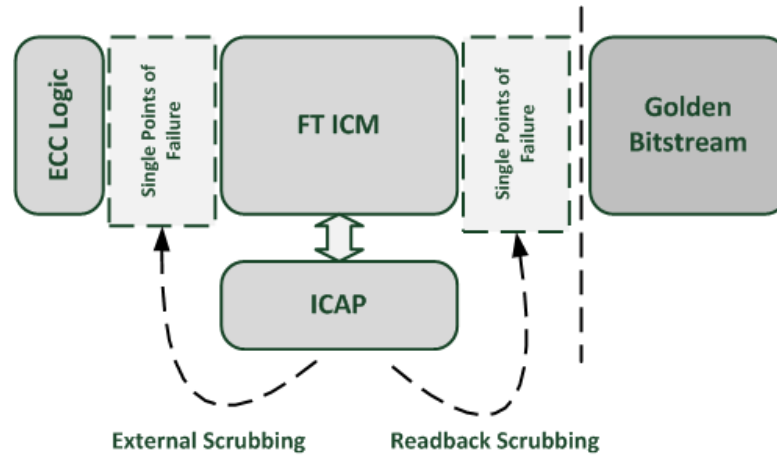 ECC Logic
Single Points of
Failure
FT ICM
Single Points of
Failure
Golden
Bitstream
ICAP
External Scrubbing
Readback Scrubbing